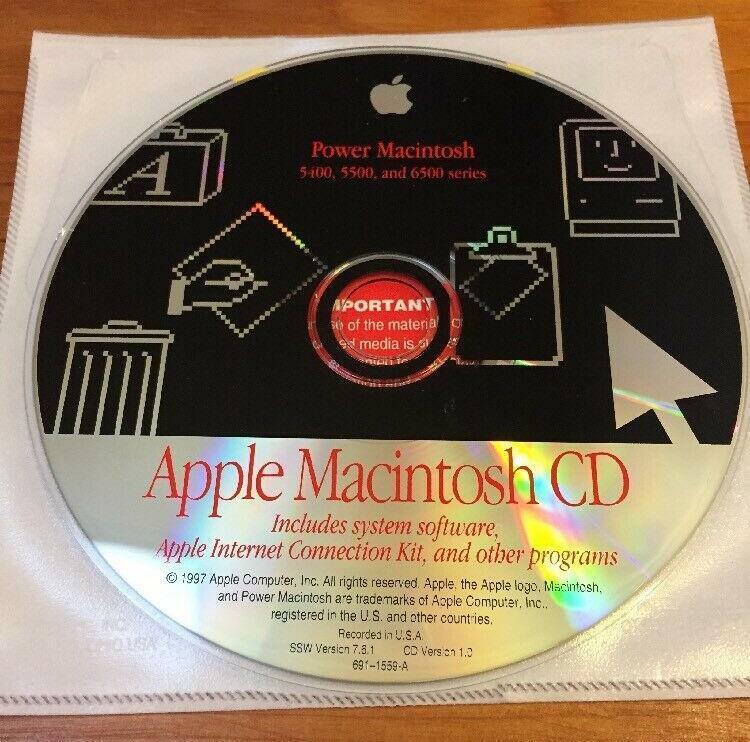 A
Power Macintosh
5400, 5500, and 6500 series
IMPORTANT
of the material
media is
Apple Macintosh CD
Includes system software,
Apple Internet Connection Kit, and other programs
© 1997 Apple Computer, Inc. All rights reserved. Apple, the Apple logo, Macintosh,
and Power Macintosh are trademarks of Apple Computer, Inc.,
registered in the U.S. and other countries.
Recorded in U.S.A.
SSW Version 7.6.1 CD Version 1.0
691-1559-A